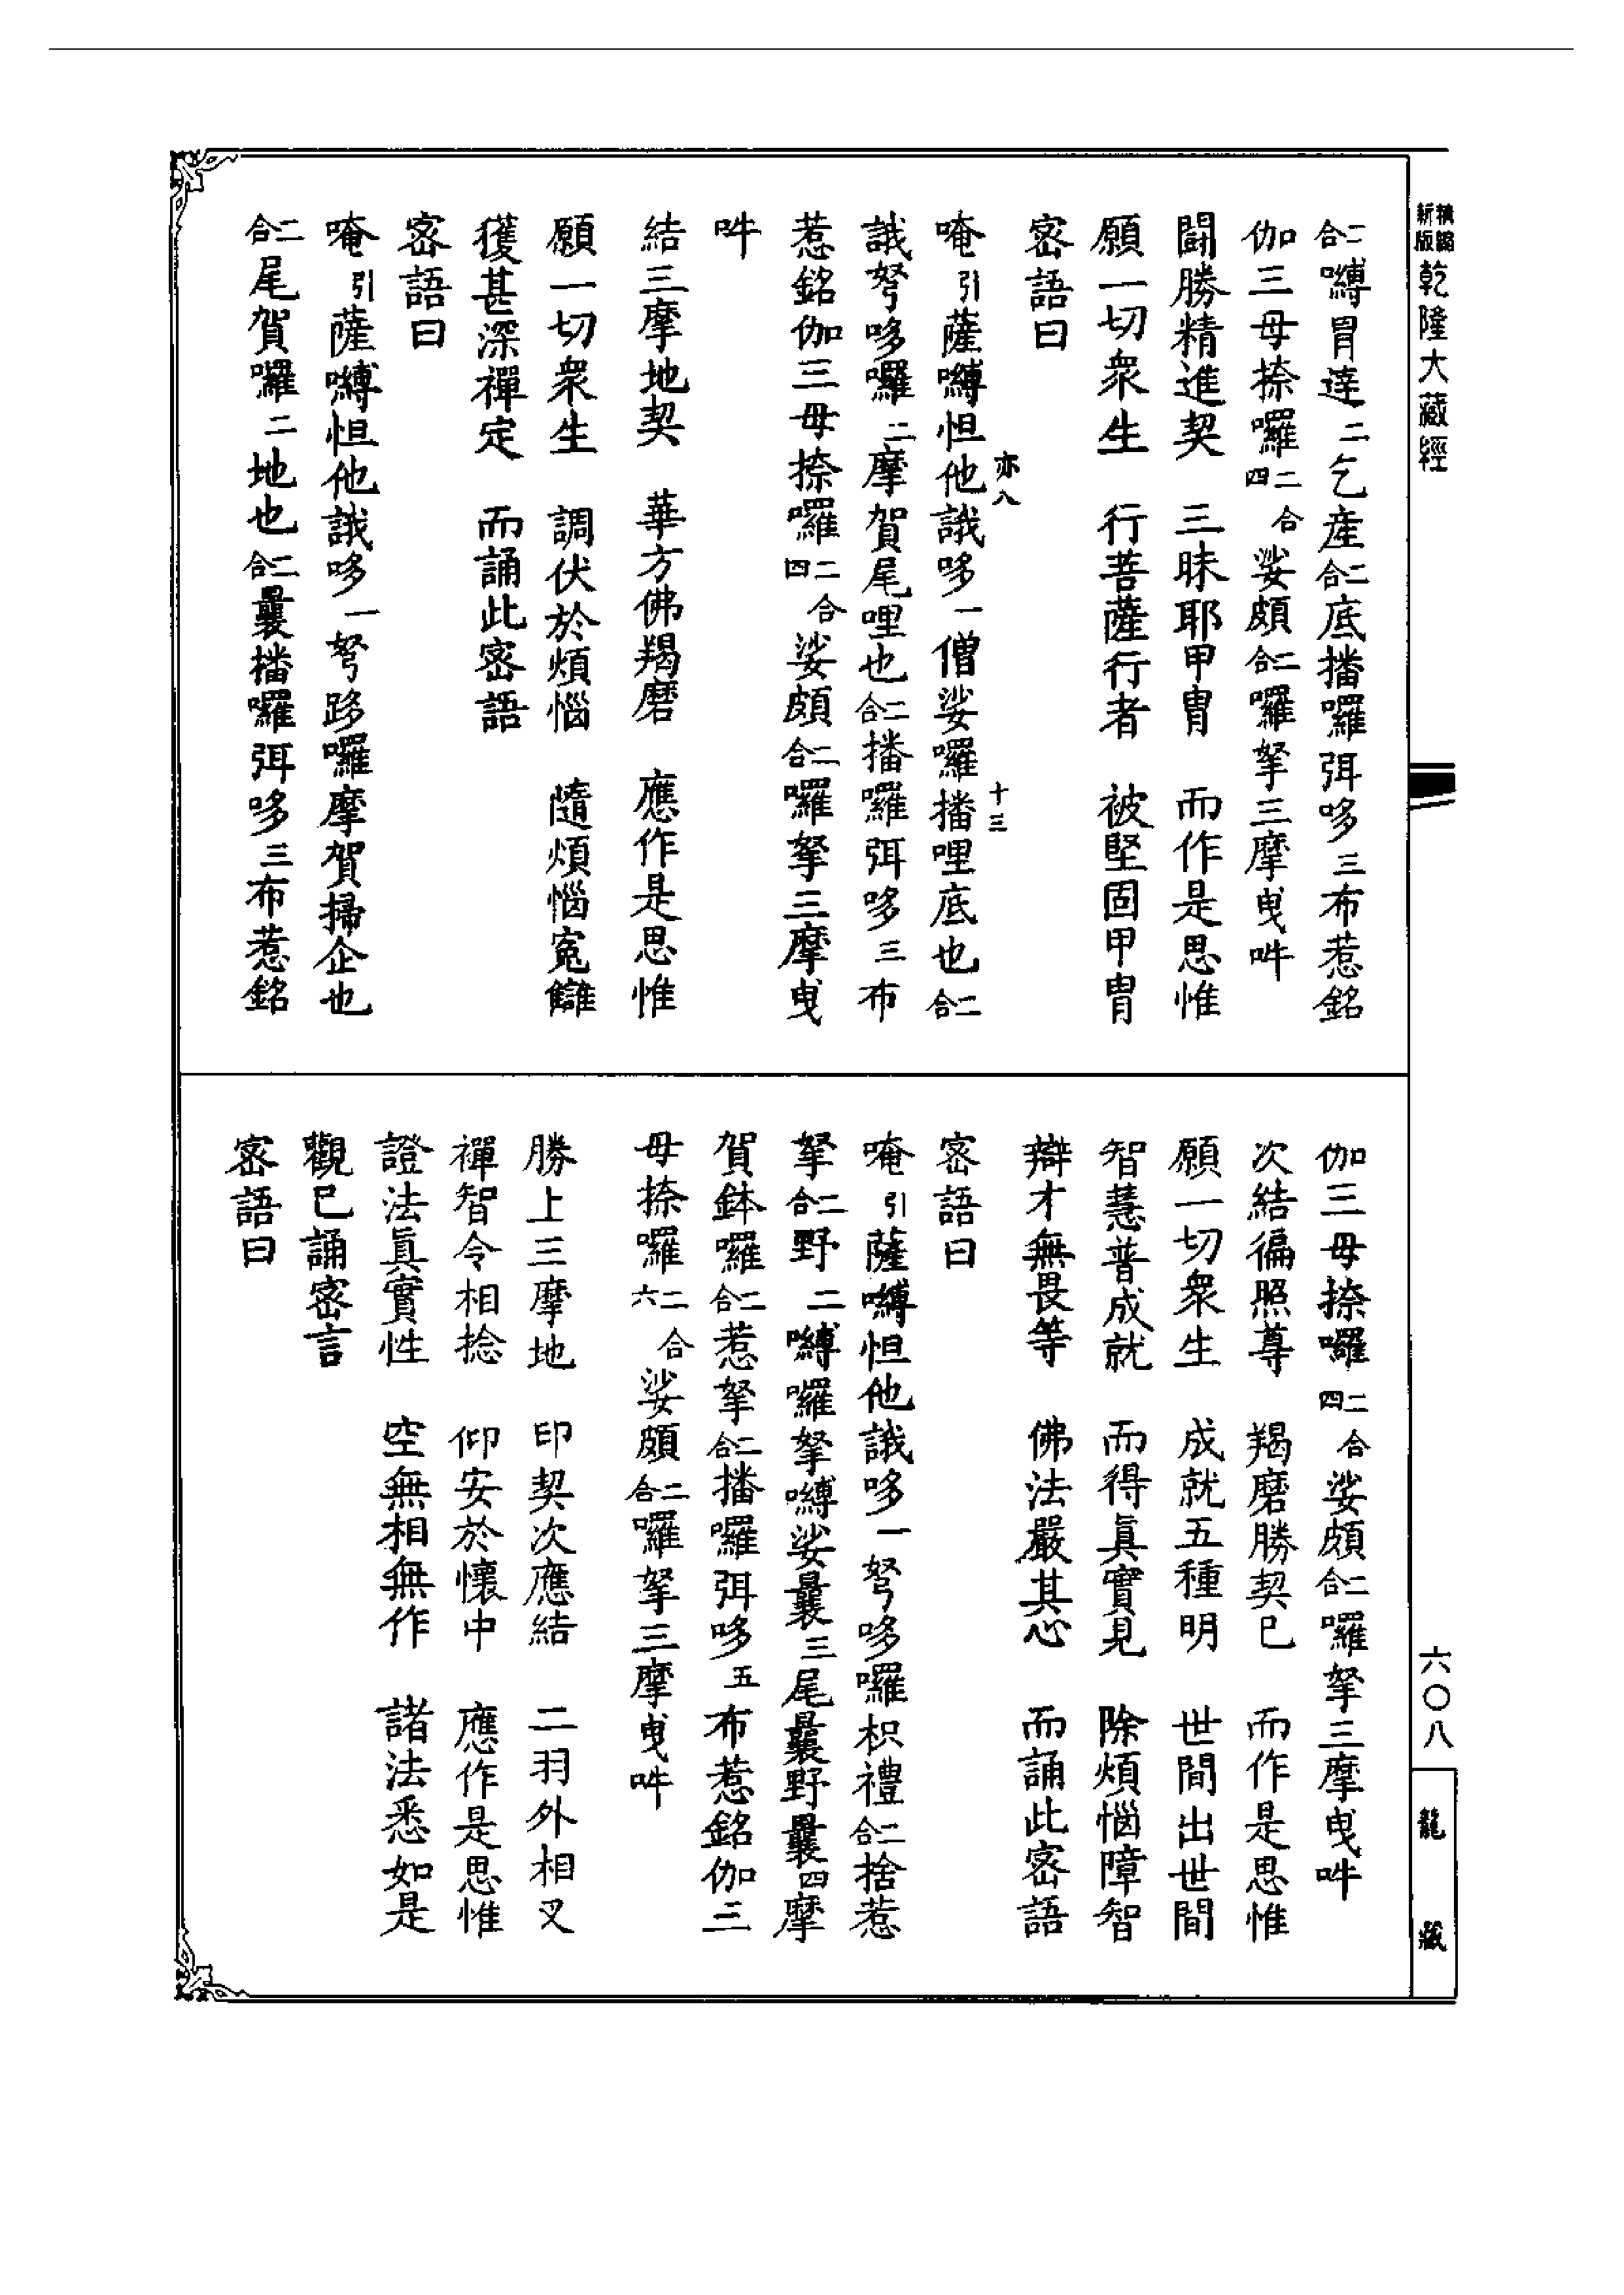 新版 乾隆大藏經
二合嚩胃達二乞産二合底播囉弭哆三布惹銘
伽三母捺囉四二合娑頗二合囉拏三摩曳吽
鬪勝精進契 三昧耶甲冑 而作是思惟
願一切衆生 行菩薩行者 被堅固甲冑
密語曰
唵引薩嚩怛他誐哆一僧娑囉播哩底也二合
亦八
十三
誐弩哆囉二摩賀尾哩也二合播囉弭哆三布
惹銘伽三母捺囉四二合娑頗二合囉拏三摩曳
吽
結三摩地契 華方佛羯磨 應作是思惟
願一切衆生 調伏於煩惱 隨煩惱寃讎
獲甚深禪定 而誦此密語
密語曰
唵引薩嚩怛他誐哆一弩跢囉摩賀掃企也
二合尾賀囉二地也二合曩播囉弭哆三布惹銘
伽三母捺囉四二合娑頗二合囉拏三摩曳吽
次結徧照尊 羯磨勝契已 而作是思惟
願一切衆生 成就五種明 世間出世間
智慧普成就 而得眞實見 除煩惱障智
辯才無畏等 佛法嚴其心 而誦此密語
密語曰
唵引薩嚩怛他誐哆一弩哆囉枳禮二合捨惹
拏二合野二嚩囉拏嚩娑曩三尾曩野曩四摩
賀鉢囉二合惹拏二合播囉弭哆五布惹銘伽三
母捺囉六二合娑頗二合囉拏三摩曳吽
勝上三摩地 印契次應結 二羽外相叉
禪智令相捻 仰安於懷中 應作是思惟
證法眞實性 空無相無作 諸法悉如是
觀已誦密言
密語曰
六〇八
龍藏